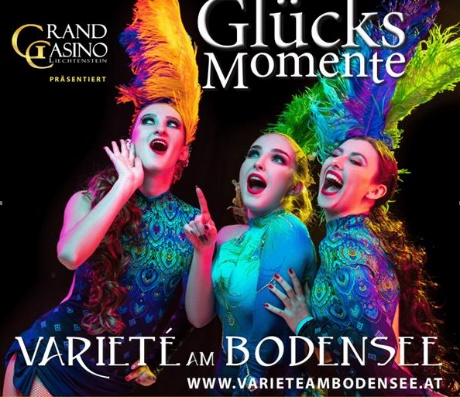 GRAND
CASINO
LIECHTENSTEIN
PRÄSENTIERT
Glücks
Momente
VARIETÉ AM BODENSEE
WWW.VARIETEAMBODENSEE.AT